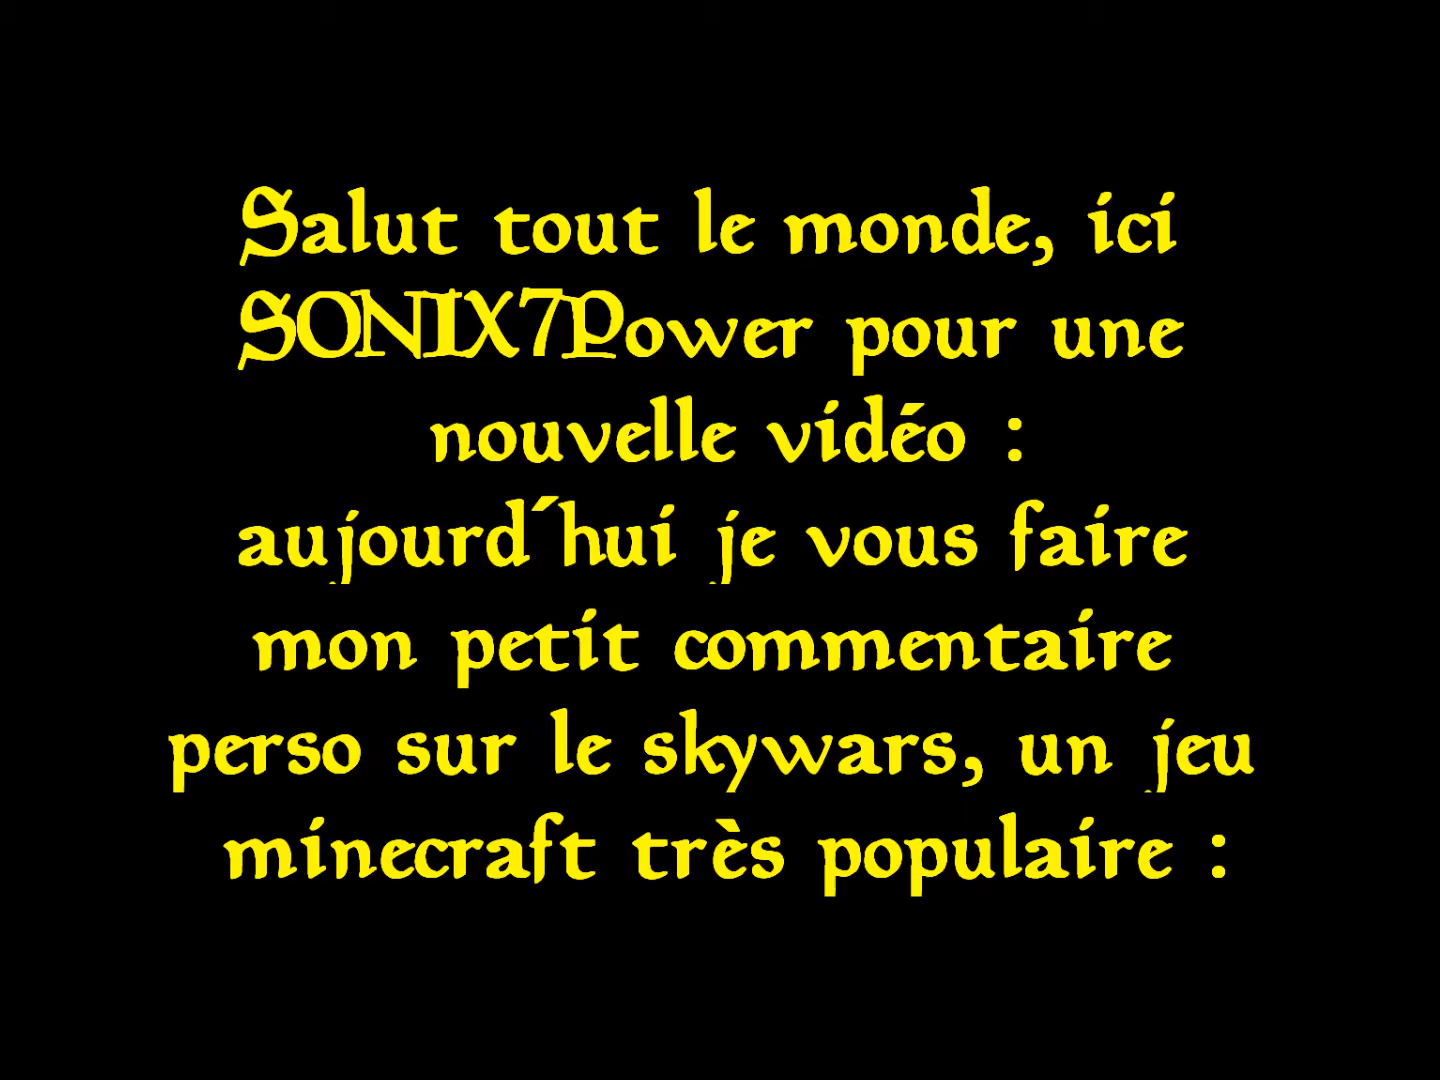 Salut tout le monde, ici
SONIX7Power pour une
nouvelle vidéo :
aujourd´hui je vous faire
mon petit commentaire
perso sur le skywars, un jeu
minecraft très populaire :